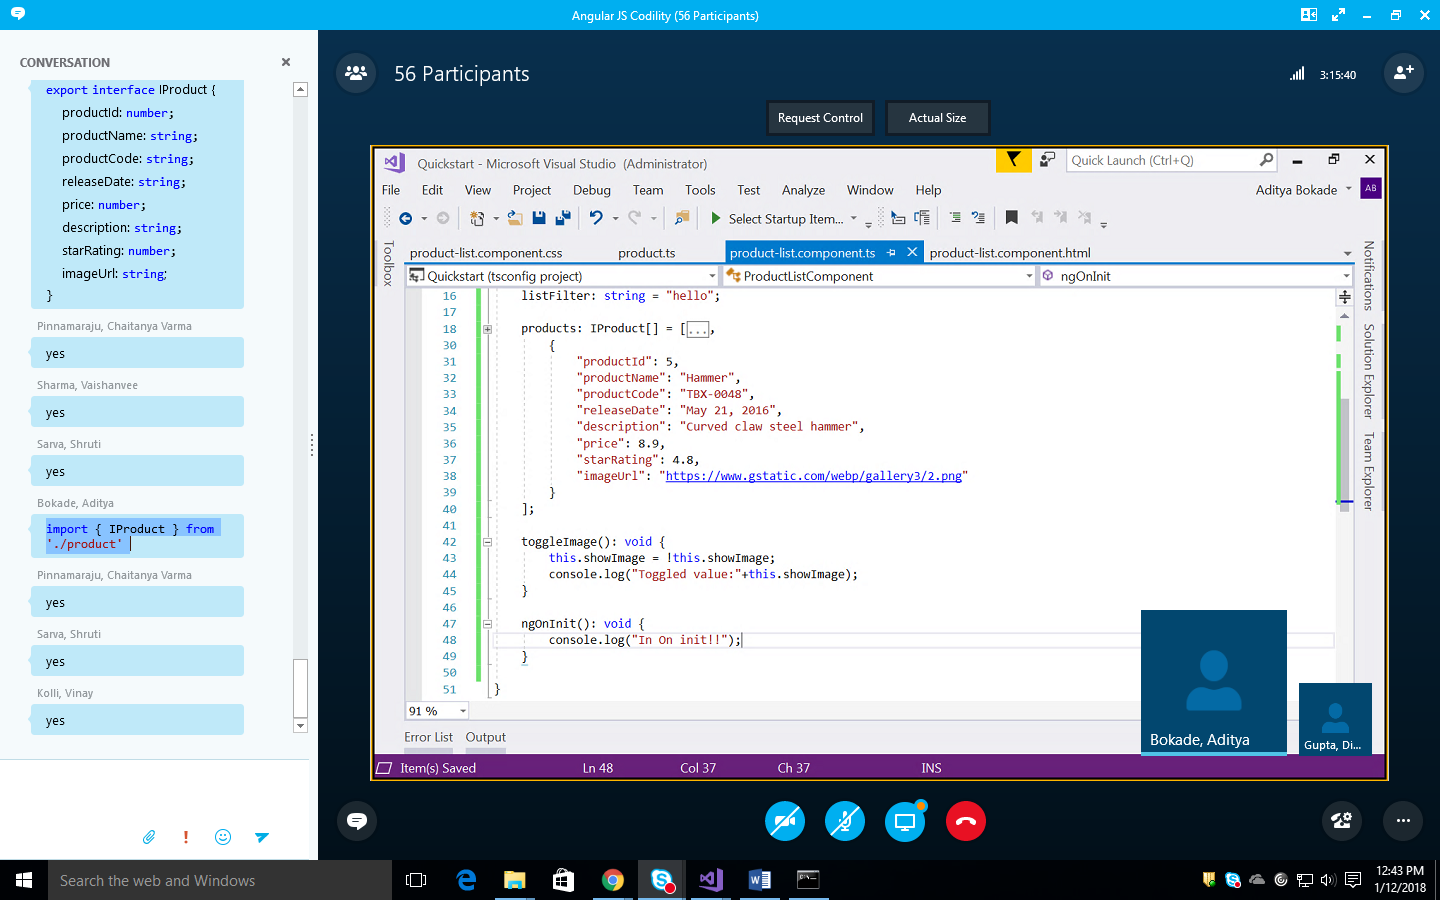 Angular JS Codility (56 Participants)
CONVERSATION
export interface IProduct {
productId: number;
productName: string;
productCode: string;
releaseDate: string;
price: number;
description: string;
starRating: number;
imageUrl: string;
}
Pinnamaraju, Chaitanya Varma
yes
Sharma, Vaishanvee
yes
Sarva, Shruti
yes
Bokade, Aditya
import { IProduct } from
'./product'
Pinnamaraju, Chaitanya Varma
yes
Sarva, Shruti
yes
Kolli, Vinay
yes
56 Participants
3:15:40
Request Control
Actual Size
Quickstart - Microsoft Visual Studio (Administrator)
Quick Launch (Ctrl+Q)
File Edit View Project Debug Team Tools Test Analyze Window Help
Aditya Bokade AB
Select Startup Item...
Toolbox
product-list.component.css product.ts product-list.component.ts product-list.component.html
Quickstart (tsconfig project) ProductListComponent ngOnInit
16 listFilter: string = "hello";
17
18 products: IProduct[] = [...],
30 {
31 "productId": 5,
32 "productName": "Hammer",
33 "productCode": "TBX-0048",
34 "releaseDate": "May 21, 2016",
35 "description": "Curved claw steel hammer",
36 "price": 8.9,
37 "starRating": 4.8,
38 "imageUrl": "https://www.gstatic.com/webp/gallery3/2.png"
39 }
40 ];
41
42 toggleImage(): void {
43 this.showImage = !this.showImage;
44 console.log("Toggled value:"+this.showImage);
45 }
46
47 ngOnInit(): void {
48 console.log("In On init!!");
49 }
50
51 }
91 %
Notifications
Solution Explorer
Team Explorer
Error List Output
Item(s) Saved Ln 48 Col 37 Ch 37 INS
Bokade, Aditya
Gupta, Di...
Search the web and Windows
12:43 PM
1/12/2018